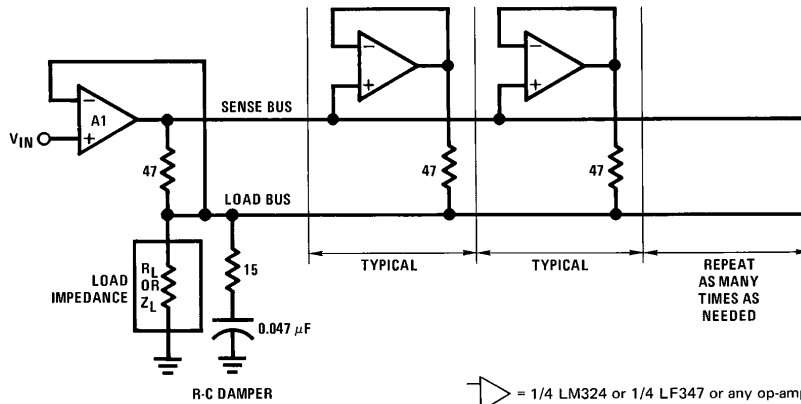 A1
−
+
V_IN
SENSE BUS
−
+
−
+
47
47
47
LOAD BUS
LOAD
IMPEDANCE
R_L
OR
Z_L
15
0.047 μF
TYPICAL
TYPICAL
REPEAT
AS MANY
TIMES AS
NEEDED
R-C DAMPER
= 1/4 LM324 or 1/4 LF347 or any op-amp